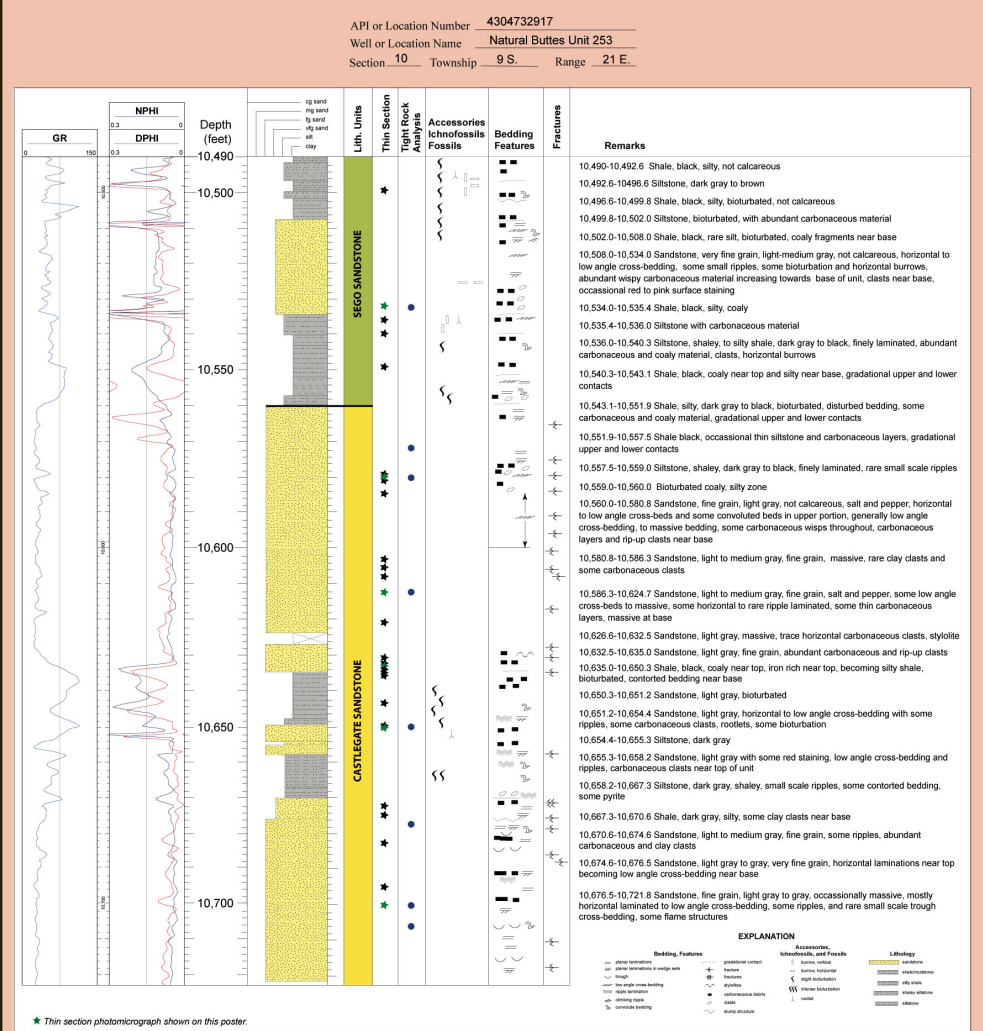 API or Location Number 4304732917
Well or Location Name Natural Buttes Unit 253
Section 10 Township 9 S. Range 21 E.
cg sand
mg sand
fg sand
vfg sand
silt
clay
NPHI
0.3 0
GR
DPHI
0 150
0.3 0
Depth
(feet)
Lith. Units
Thin Section
Tight Rock
Analysis
Accessories
Ichnofossils
Fossils
Bedding
Features
Fractures
Remarks
10,490
10,500
10,550
10,600
10,650
10,700
10,600
10,700
SEGO SANDSTONE
CASTLEGATE SANDSTONE
10,490-10,492.6 Shale, black, silty, not calcareous
10,492.6-10496.6 Siltstone, dark gray to brown
10,496.6-10,499.8 Shale, black, silty, bioturbated, not calcareous
10,499.8-10,502.0 Siltstone, bioturbated, with abundant carbonaceous material
10,502.0-10,508.0 Shale, black, rare silt, bioturbated, coaly fragments near base
10,508.0-10,534.0 Sandstone, very fine grain, light-medium gray, not calcareous, horizontal to
low angle cross-bedding, some small ripples, some bioturbation and horizontal burrows,
abundant wispy carbonaceous material increasing towards base of unit, clasts near base,
occassional red to pink surface staining
10,534.0-10,535.4 Shale, black, silty, coaly
10,535.4-10,536.0 Siltstone with carbonaceous material
10,536.0-10,540.3 Siltstone, shaley, to silty shale, dark gray to black, finely laminated, abundant
carbonaceous and coaly material, clasts, horizontal burrows
10,540.3-10,543.1 Shale, black, coaly near top and silty near base, gradational upper and lower
contacts
10,543.1-10,551.9 Shale, silty, dark gray to black, bioturbated, disturbed bedding, some
carbonaceous and coaly material, gradational upper and lower contacts
10,551.9-10,557.5 Shale black, occassional thin siltstone and carbonaceous layers, gradational
upper and lower contacts
10,557.5-10,559.0 Siltstone, shaley, dark gray to black, finely laminated, rare small scale ripples
10,559.0-10,560.0 Bioturbated coaly, silty zone
10,560.0-10,580.8 Sandstone, fine grain, light gray, not calcareous, salt and pepper, horizontal
to low angle cross-beds and some convoluted beds in upper portion, generally low angle
cross-bedding, to massive bedding, some carbonaceous wisps throughout, carbonaceous
layers and rip-up clasts near base
10,580.8-10,586.3 Sandstone, light to medium gray, fine grain, massive, rare clay clasts and
some carbonaceous clasts
10,586.3-10,624.7 Sandstone, light to medium gray, fine grain, salt and pepper, some low angle
cross-beds to massive, some horizontal to rare ripple laminated, some thin carbonaceous
layers, massive at base
10,626.6-10,632.5 Sandstone, light gray, massive, trace horizontal carbonaceous clasts, stylolite
10,632.5-10,635.0 Sandstone, light gray, fine grain, abundant carbonaceous and rip-up clasts
10,635.0-10,650.3 Shale, black, coaly near top, iron rich near top, becoming silty shale,
bioturbated, contorted bedding near base
10,650.3-10,651.2 Sandstone, light gray, bioturbated
10,651.2-10,654.4 Sandstone, light gray, horizontal to low angle cross-bedding with some
ripples, some carbonaceous clasts, rootlets, some bioturbation
10,654.4-10,655.3 Siltstone, dark gray
10,655.3-10,658.2 Sandstone, light gray with some red staining, low angle cross-bedding and
ripples, carbonaceous clasts near top of unit
10,658.2-10,667.3 Siltstone, dark gray, shaley, small scale ripples, some contorted bedding,
some pyrite
10,667.3-10,670.6 Shale, dark gray, silty, some clay clasts near base
10,670.6-10,674.6 Sandstone, light to medium gray, fine grain, some ripples, abundant
carbonaceous and clay clasts
10,674.6-10,676.5 Sandstone, light gray to gray, very fine grain, horizontal laminations near top
becoming low angle cross-bedding near base
10,676.5-10,721.8 Sandstone, fine grain, light gray to gray, occassionally massive, mostly
horizontal laminated to low angle cross-bedding, some ripples, and rare small scale trough
cross-bedding, some flame structures
EXPLANATION
Bedding, Features
planar laminations
planar laminations in wedge sets
trough
low angle cross-bedding
ripple lamination
climbing ripple
convolute bedding
gradational contact
fracture
fractures
stylolites
carbonaceous debris
clasts
slump structure
Accessories,
Ichnofossils, and Fossils
burrow, vertical
burrow, horizontal
slight bioturbation
intense bioturbation
rootlet
Lithology
sandstone
shale/mudstone
silty shale
shaley siltstone
siltstone
Thin section photomicrograph shown on this poster.